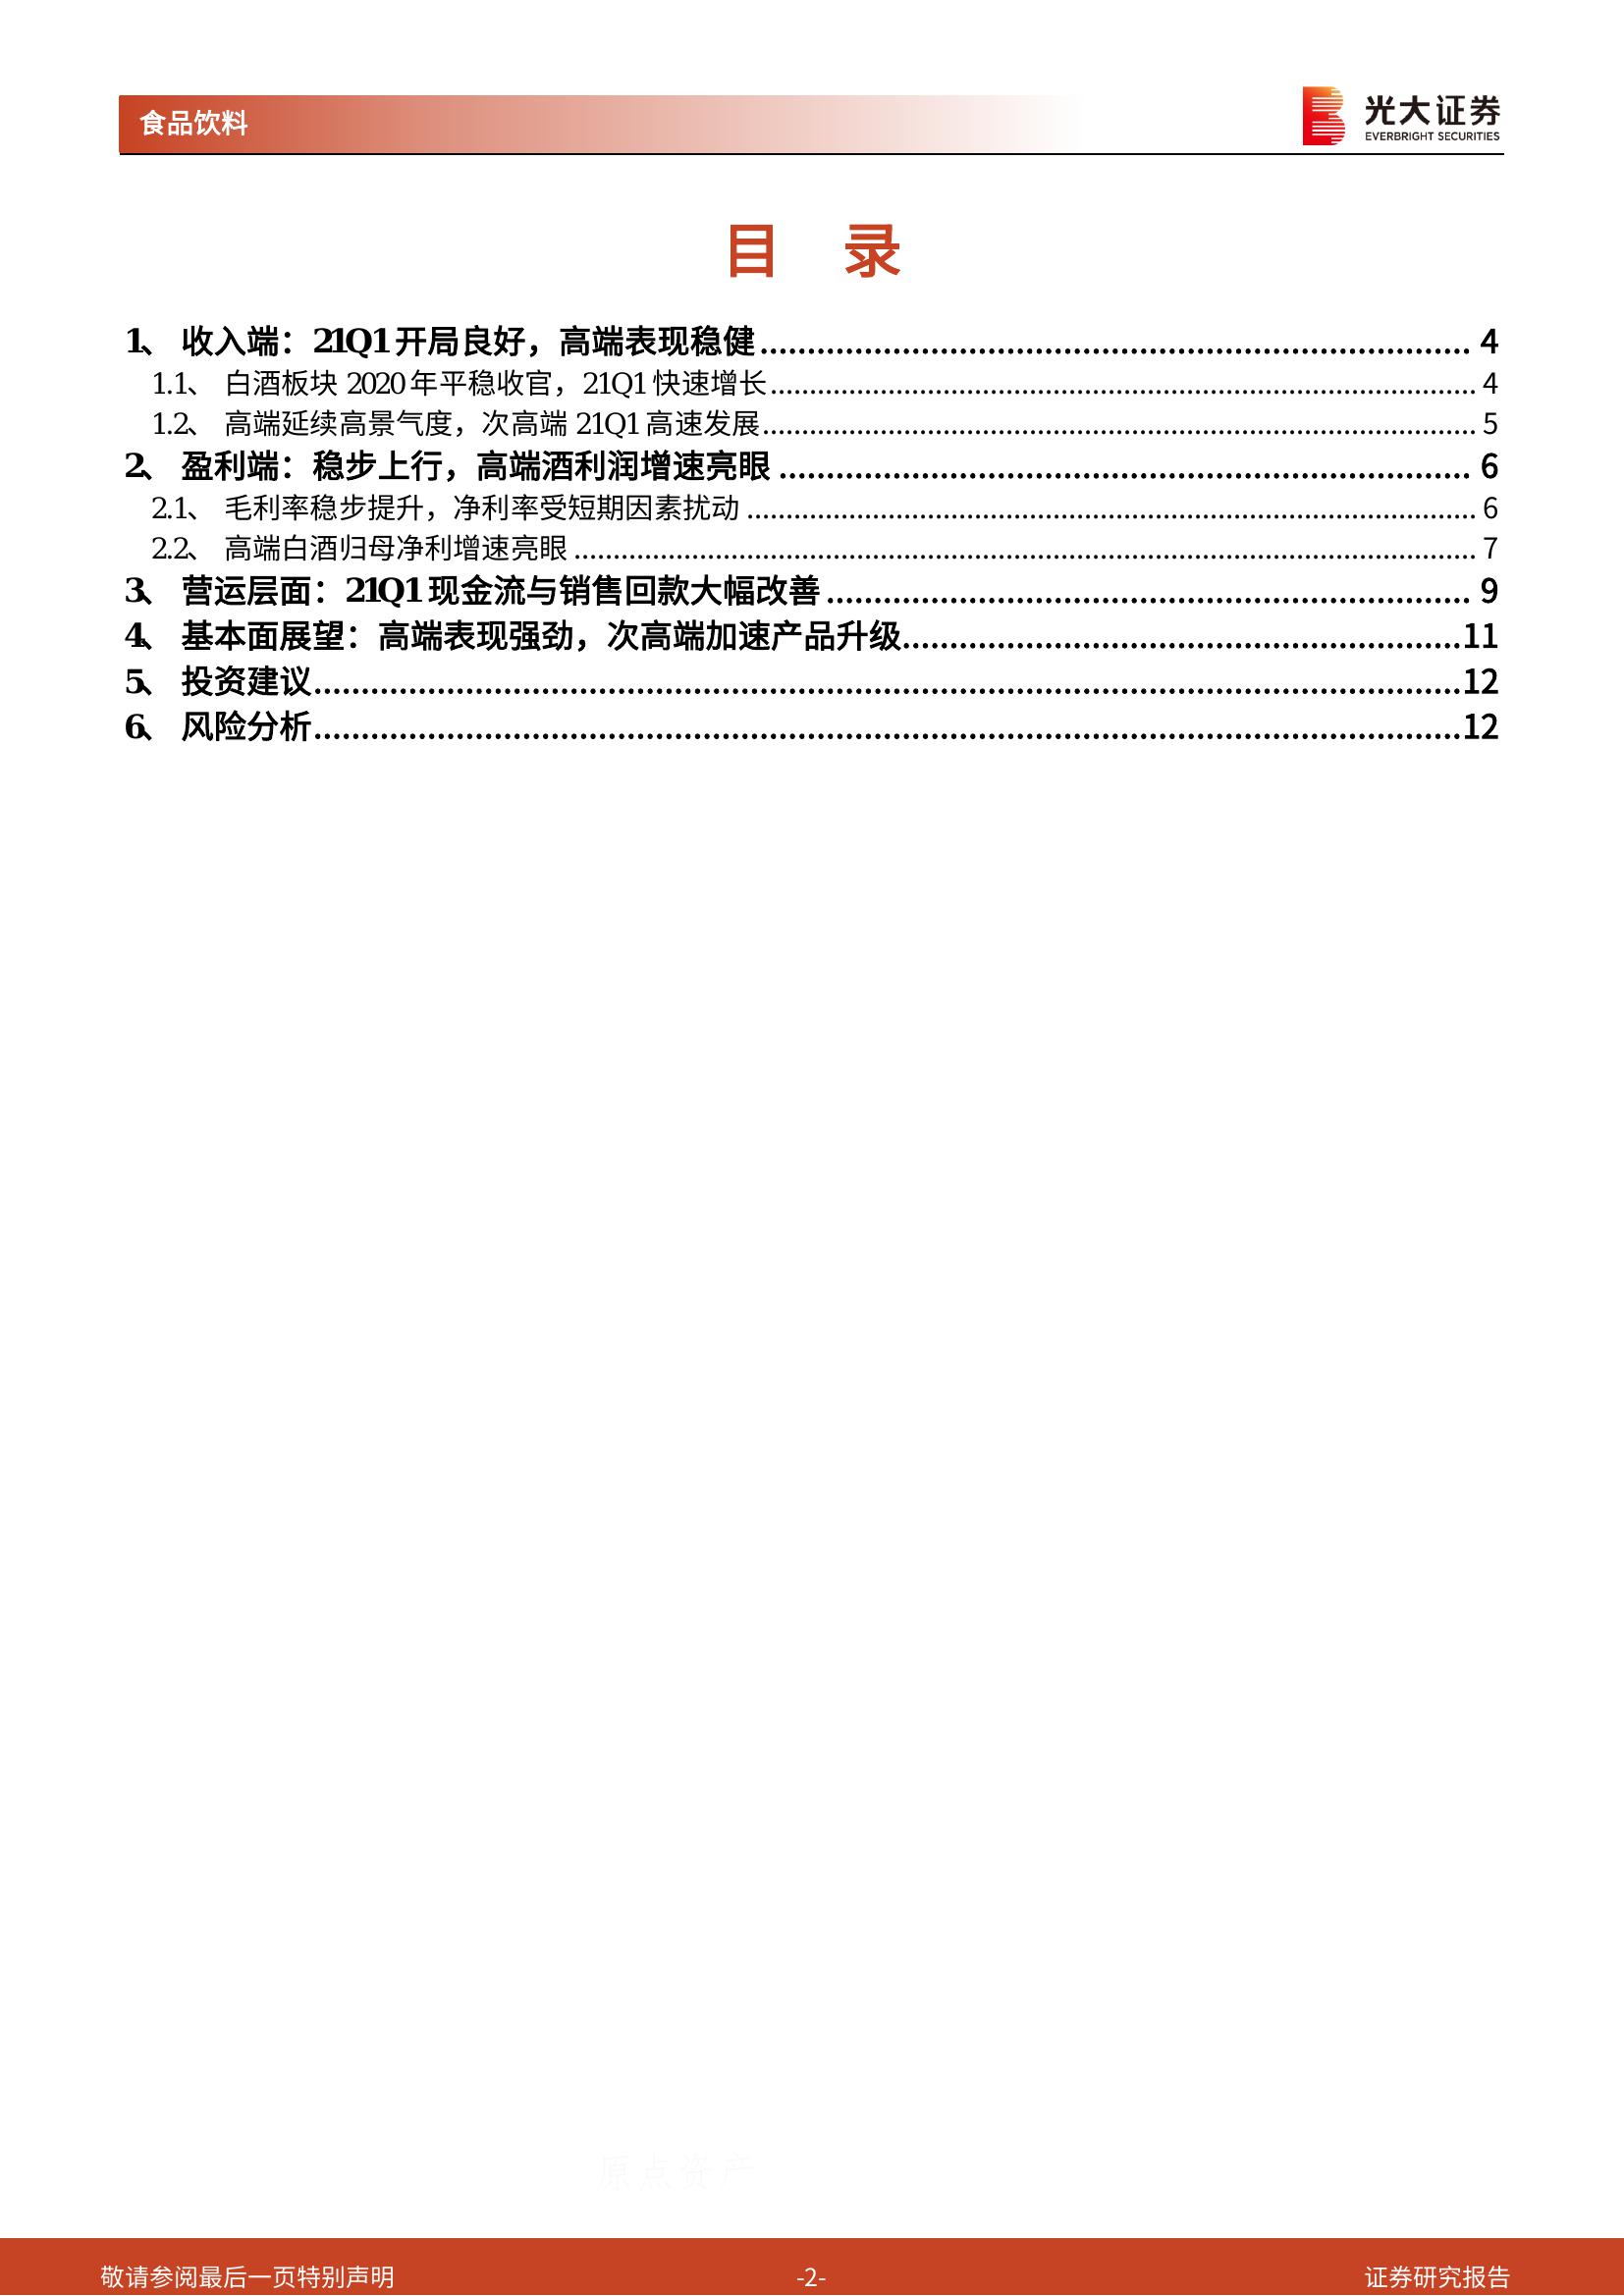 食品饮料
光大证券
EVERBRIGHT SECURITIES
目 录
1、 收入端：21Q1 开局良好，高端表现稳健 4
1.1、 白酒板块 2020 年平稳收官，21Q1 快速增长 4
1.2、 高端延续高景气度，次高端 21Q1 高速发展 5
2、 盈利端：稳步上行，高端酒利润增速亮眼 6
2.1、 毛利率稳步提升，净利率受短期因素扰动 6
2.2、 高端白酒归母净利增速亮眼 7
3、 营运层面：21Q1 现金流与销售回款大幅改善 9
4、 基本面展望：高端表现强劲，次高端加速产品升级 11
5、 投资建议 12
6、 风险分析 12
原点资产
敬请参阅最后一页特别声明 -2- 证券研究报告